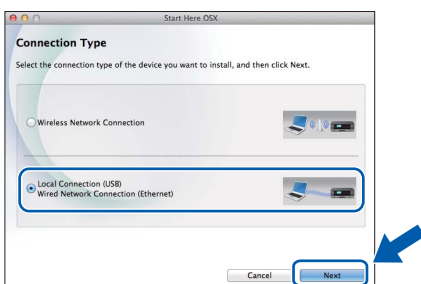 Start Here OSX
Connection Type
Select the connection type of the device you want to install, and then click Next.
Wireless Network Connection
Local Connection (USB)
Wired Network Connection (Ethernet)
Cancel
Next